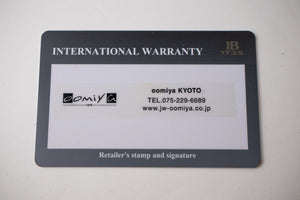 JB
1735
INTERNATIONAL WARRANTY
oomiya
oomiya KYOTO
TEL.075-229-6689
www.jw-oomiya.co.jp
Retailer's stamp and signature